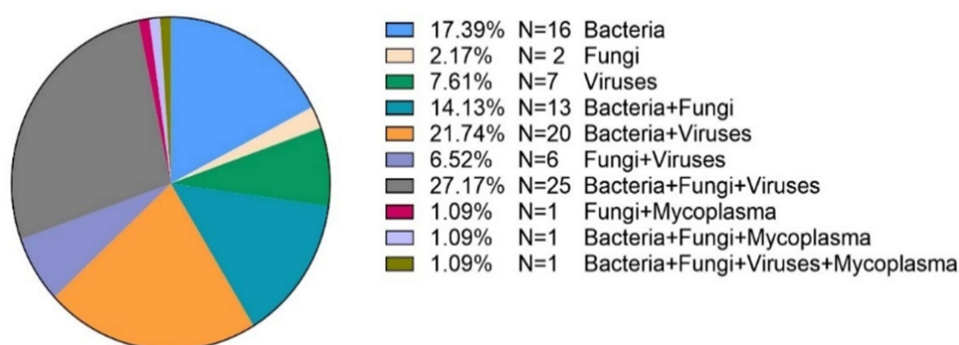 17.39% N=16 Bacteria
2.17% N= 2 Fungi
7.61% N=7 Viruses
14.13% N=13 Bacteria+Fungi
21.74% N=20 Bacteria+Viruses
6.52% N=6 Fungi+Viruses
27.17% N=25 Bacteria+Fungi+Viruses
1.09% N=1 Fungi+Mycoplasma
1.09% N=1 Bacteria+Fungi+Mycoplasma
1.09% N=1 Bacteria+Fungi+Viruses+Mycoplasma